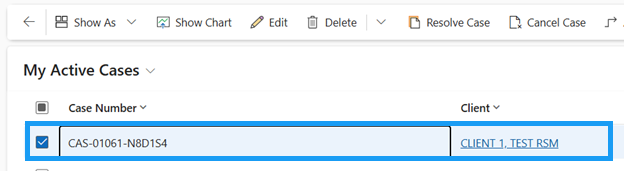 Show As Show Chart Edit Delete Resolve Case Cancel Case
My Active Cases
Case Number Client
CAS-01061-N8D1S4 CLIENT 1, TEST RSM